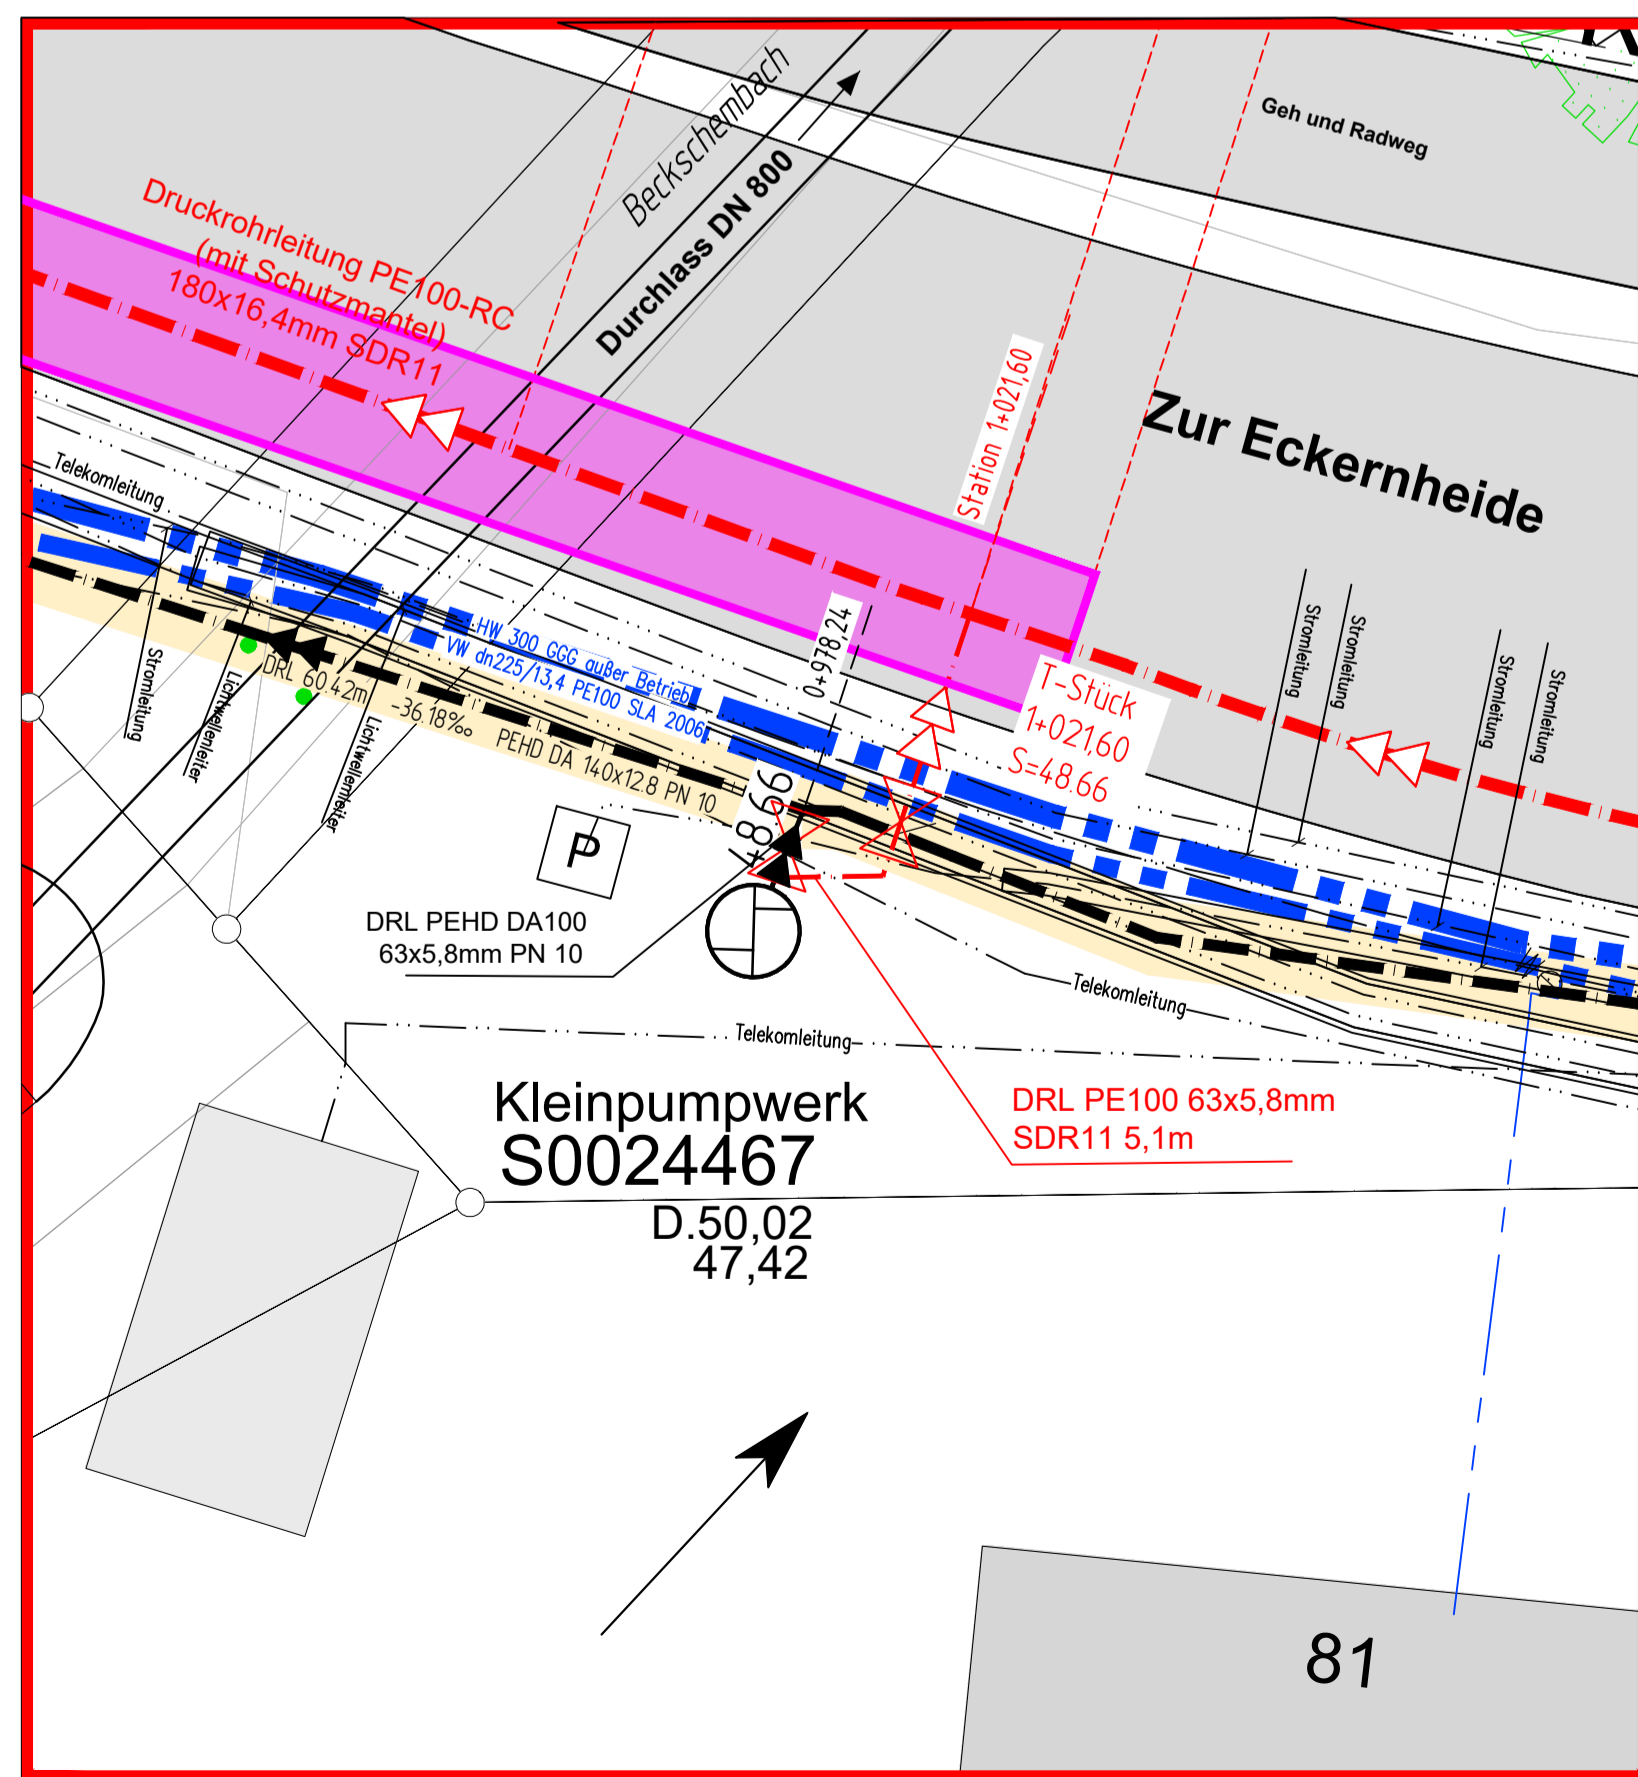 Geh und Radweg
Beckschembach
Durchlass DN 800
Druckrohrleitung PE100-RC
(mit Schutzmantel)
180x16,4mm SDR11
Station 1+021,60
Zur Eckernheide
Telekomleitung
HW 300 GGG außer Betrieb
VW dn225/13,4 PE100 SLA 2006
0+978,24
Stromleitung
Stromleitung
Stromleitung
Stromleitung
Stromleitung
Lichtwellenleiter
Lichtwellenleiter
DRL 60.42m -36.18‰ PEHD DA 140x12.8 PN 10
T-Stück
1+021,60
S=48.66
48.66
P
DRL PEHD DA100
63x5,8mm PN 10
Telekomleitung
Telekomleitung
DRL PE100 63x5,8mm
SDR11 5,1m
Kleinpumpwerk
S0024467
D.50,02
47,42
81